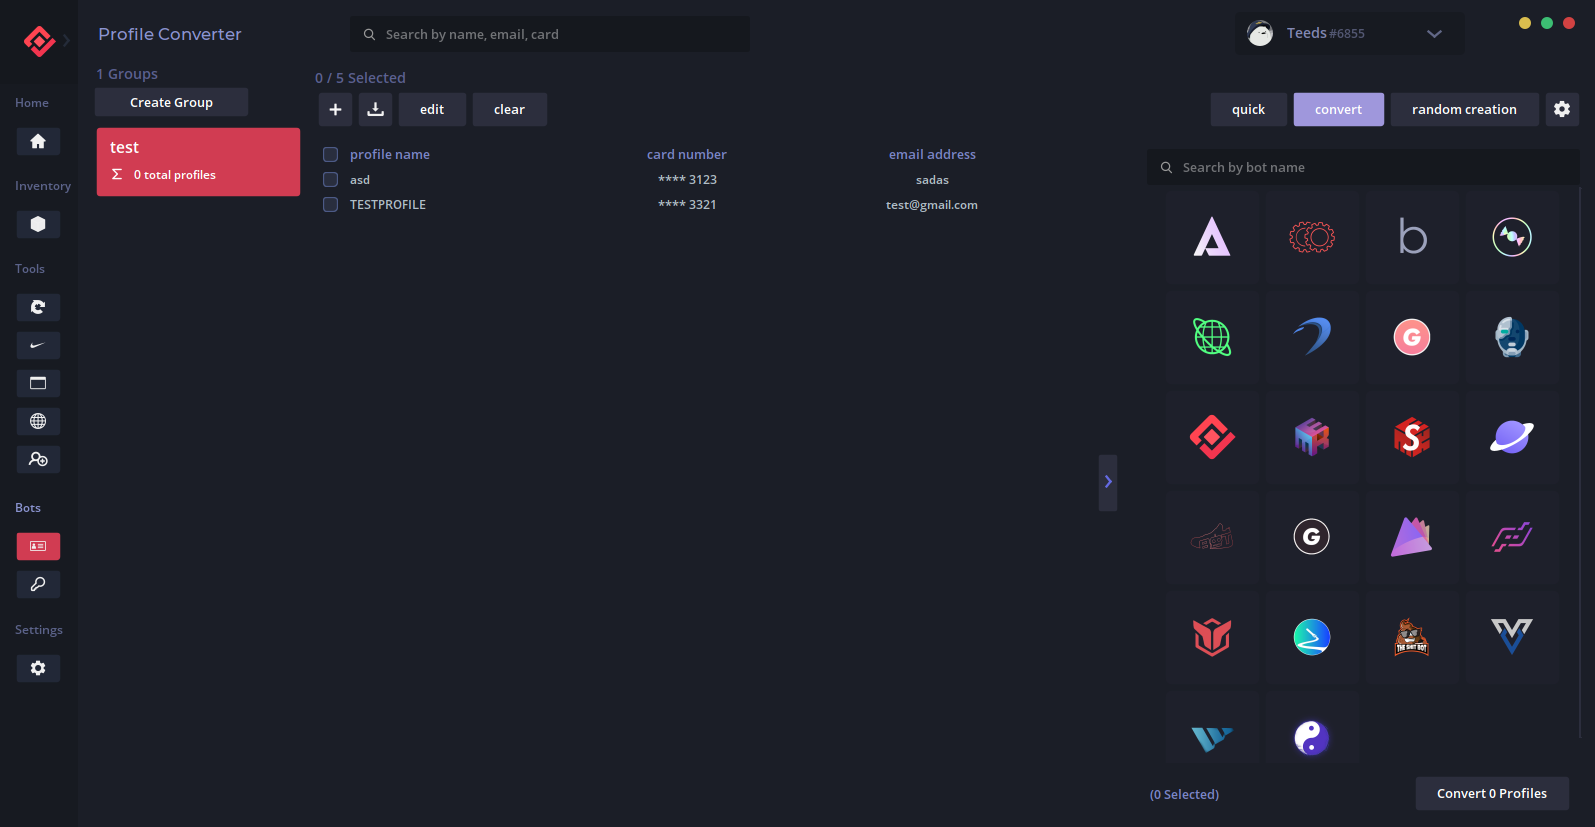 Profile Converter
Search by name, email, card
Teeds #6855
1 Groups
Create Group
test
0 total profiles
0 / 5 Selected
+ edit clear
quick convert random creation
profile name card number email address
asd **** 3123 sadas
TESTPROFILE **** 3321 test@gmail.com
Home
Inventory
Tools
Bots
Settings
Search by bot name
b
G
S
G
THE SHIT BOT
(0 Selected)
Convert 0 Profiles